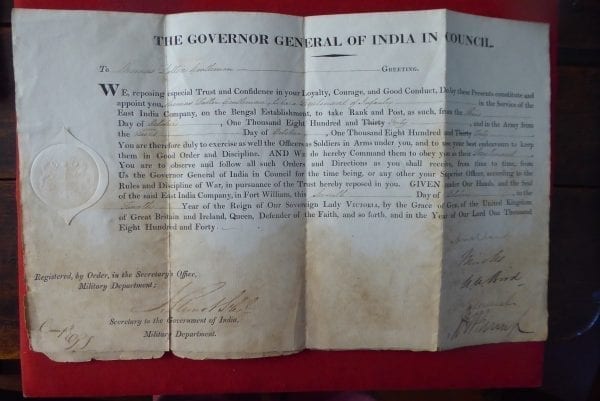 THE GOVERNOR GENERAL OF INDIA IN COUNCIL.
To Thomas Gentleman GREETING.
WE, reposing especial Trust and Confidence in your Loyalty, Courage, and Good Conduct, Do by these Presents constitute and
appoint you, Thomas Gentleman, to be a Lieutenant of Infantry in the Service of the
East India Company, on the Bengal Establishment, to take Rank and Post, as such, from the
Day of October, One Thousand Eight Hundred and Thirty and in the Army from
the Day of October, One Thousand Eight Hundred and Thirty
You are therefore duly to exercise as well the Officers as Soldiers in Arms under you, and to use your best endeavours to keep
them in Good Order and Discipline. AND We do hereby Command them to obey you as their Lieutenant
You are to observe and follow all such Orders and Directions as you shall receive, from time to time, from
Us the Governor General of India in Council for the time being, or any other your Superior Officer, according to the
Rules and Discipline of War, in pursuance of the Trust hereby reposed in you. GIVEN under Our Hands, and the Seal
of the said East India Company, in Fort William, this Day of in the
Fourth Year of the Reign of Our Sovereign Lady VICTORIA, by the Grace of God, of the United Kingdom
of Great Britain and Ireland, Queen, Defender of the Faith, and so forth, and in the Year of Our Lord One Thousand
Eight Hundred and Forty.
Registered, by Order, in the Secretary's Office.
Military Department:
Secretary to the Government of India,
Military Department.